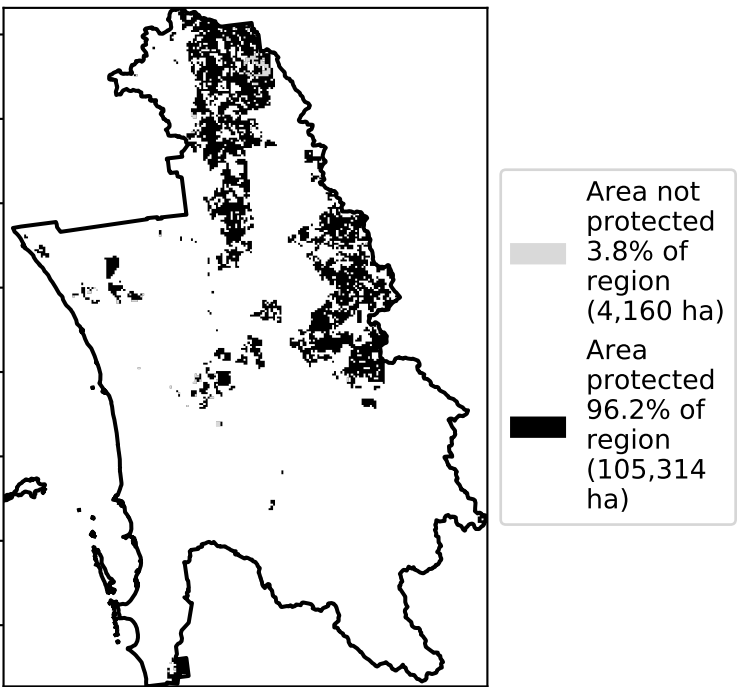 Area not
protected
3.8% of
region
(4,160 ha)
Area
protected
96.2% of
region
(105,314
ha)